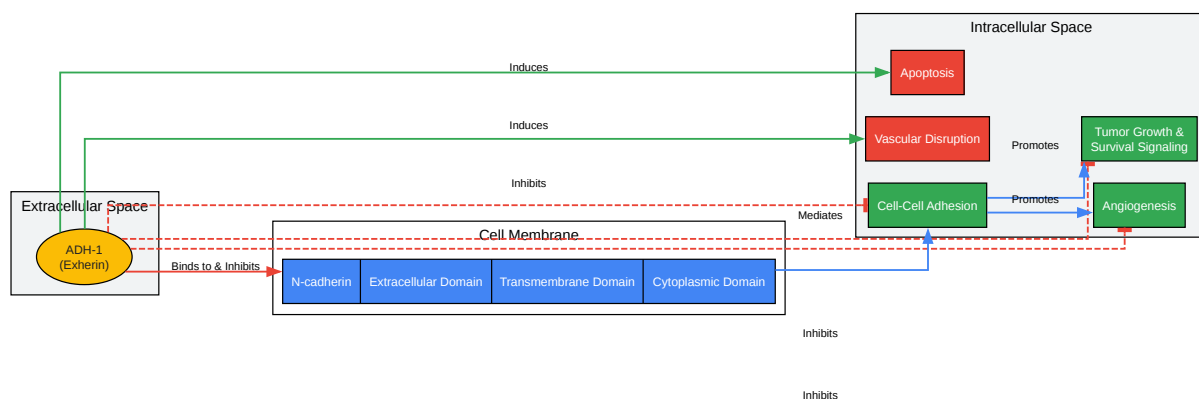 Intracellular Space
Induces
Apoptosis
Induces
Vascular Disruption
Promotes
Tumor Growth &
Survival Signaling
Inhibits
Extracellular Space
Mediates
Cell-Cell Adhesion
Promotes
Angiogenesis
Cell Membrane
ADH-1
(Exherin)
Binds to & Inhibits
N-cadherin
Extracellular Domain
Transmembrane Domain
Cytoplasmic Domain
Inhibits
Inhibits